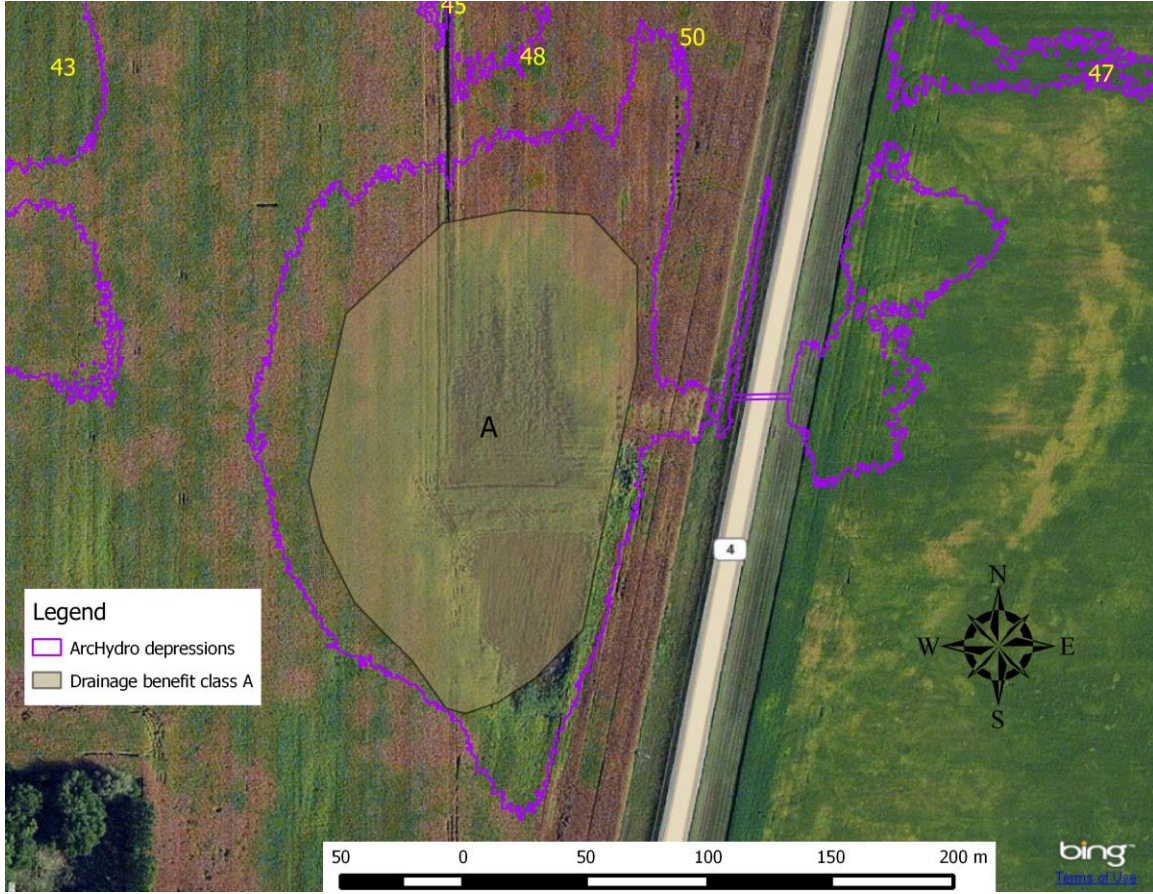 45
50
43
48
47
A
4
N
W E
S
Legend
ArcHydro depressions
Drainage benefit class A
50 0 50 100 150 200 m
bing
Terms of Use